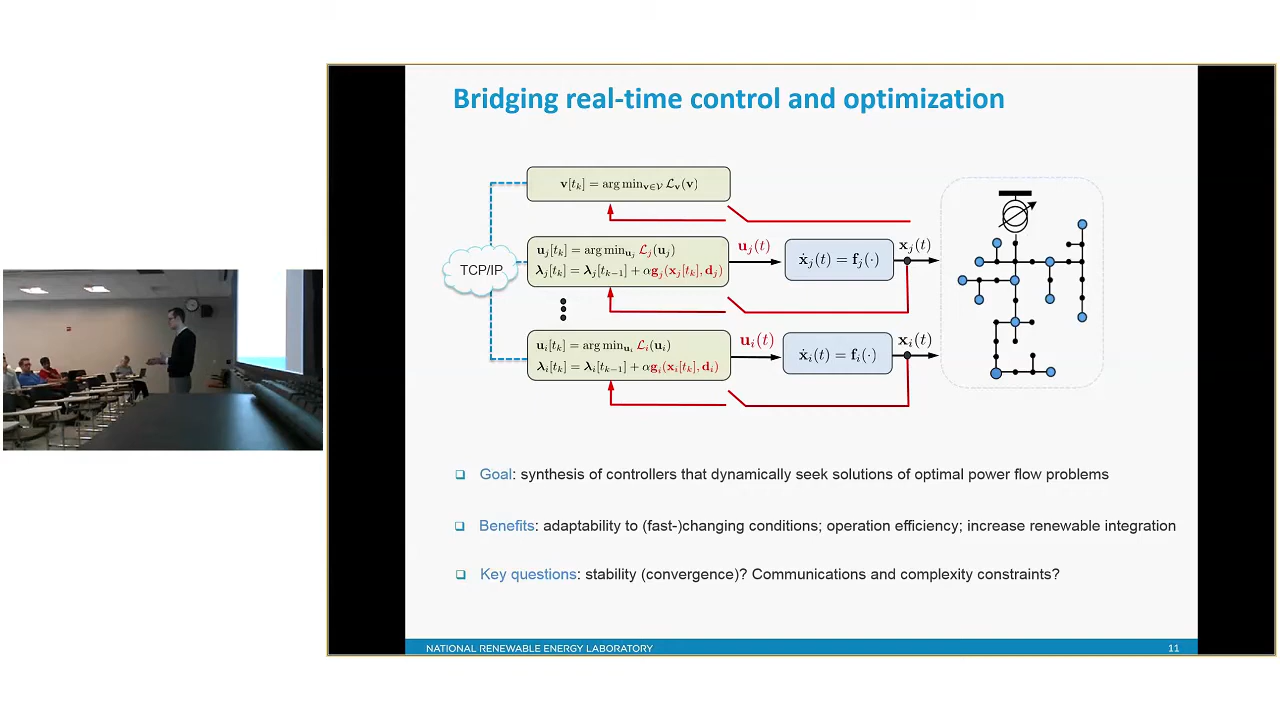 Bridging real-time control and optimization
v[t_k] = arg min_{v∈𝒱} ℒ_v(v)
u_j[t_k] = arg min_{u_j} ℒ_j(u_j)
λ_j[t_k] = λ_j[t_{k−1}] + αg_j(x_j[t_k], d_j)
u_j(t)
ẋ_j(t) = f_j(·)
x_j(t)
TCP/IP
u_i[t_k] = arg min_{u_i} ℒ_i(u_i)
λ_i[t_k] = λ_i[t_{k−1}] + αg_i(x_i[t_k], d_i)
u_i(t)
ẋ_i(t) = f_i(·)
x_i(t)
Goal: synthesis of controllers that dynamically seek solutions of optimal power flow problems
Benefits: adaptability to (fast-)changing conditions; operation efficiency; increase renewable integration
Key questions: stability (convergence)? Communications and complexity constraints?
NATIONAL RENEWABLE ENERGY LABORATORY
11